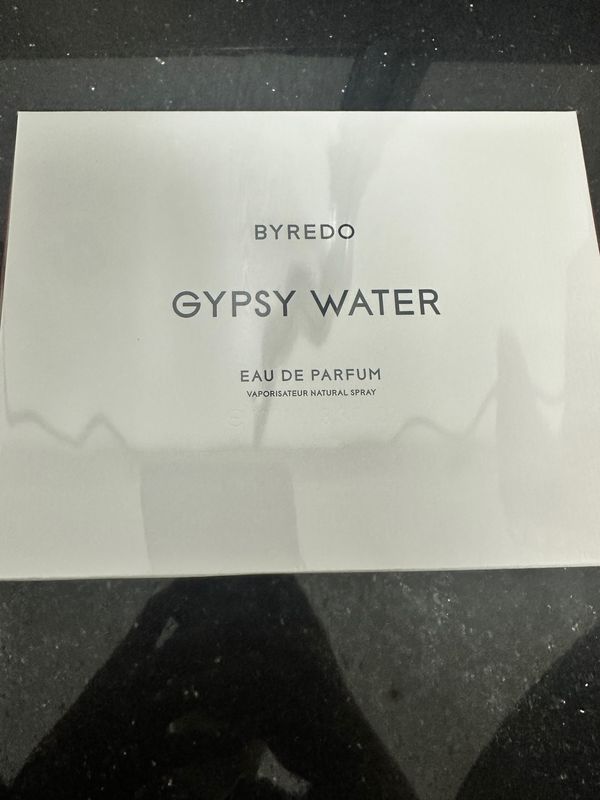 BYREDO
GYPSY WATER
EAU DE PARFUM
VAPORISATEUR NATURAL SPRAY